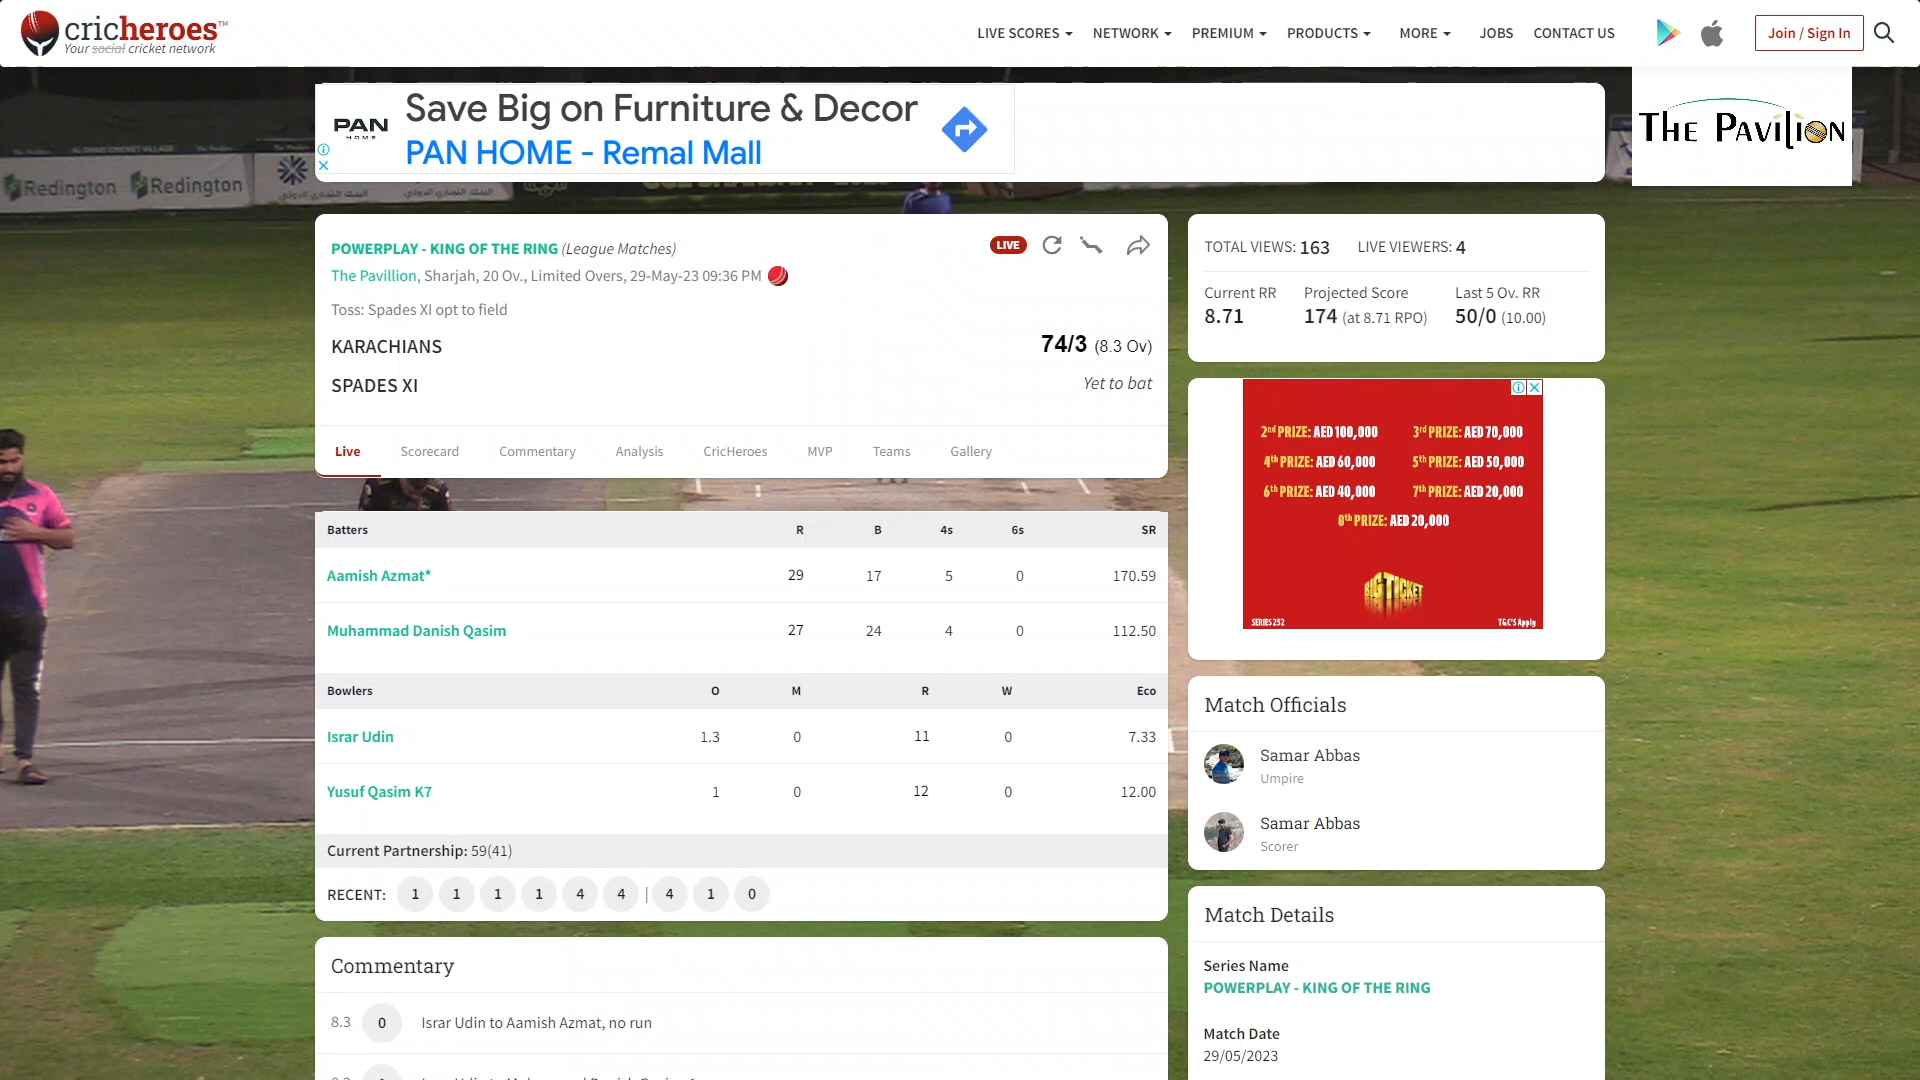 cricheroes™
Your social cricket network
LIVE SCORES NETWORK PREMIUM PRODUCTS MORE JOBS CONTACT US Join / Sign In
PAN
HOME
Save Big on Furniture & Decor
PAN HOME - Remal Mall
THE PAVILION
Redington Redington
POWERPLAY - KING OF THE RING (League Matches)
LIVE
The Pavillion, Sharjah, 20 Ov., Limited Overs, 29-May-23 09:36 PM
Toss: Spades XI opt to field
KARACHIANS 74/3 (8.3 Ov)
SPADES XI Yet to bat
Live Scorecard Commentary Analysis CricHeroes MVP Teams Gallery
Batters R B 4s 6s SR
Aamish Azmat* 29 17 5 0 170.59
Muhammad Danish Qasim 27 24 4 0 112.50
Bowlers O M R W Eco
Israr Udin 1.3 0 11 0 7.33
Yusuf Qasim K7 1 0 12 0 12.00
Current Partnership: 59(41)
RECENT: 1 1 1 1 4 4 | 4 1 0
Commentary
8.3 0 Israr Udin to Aamish Azmat, no run
TOTAL VIEWS: 163 LIVE VIEWERS: 4
Current RR Projected Score Last 5 Ov. RR
8.71 174 (at 8.71 RPO) 50/0 (10.00)
2nd PRIZE: AED 100,000 3rd PRIZE: AED 70,000
4th PRIZE: AED 60,000 5th PRIZE: AED 50,000
6th PRIZE: AED 40,000 7th PRIZE: AED 20,000
8th PRIZE: AED 20,000
BIG TICKET
SERIES 252 T&C'S Apply
Match Officials
Samar Abbas
Umpire
Samar Abbas
Scorer
Match Details
Series Name
POWERPLAY - KING OF THE RING
Match Date
29/05/2023